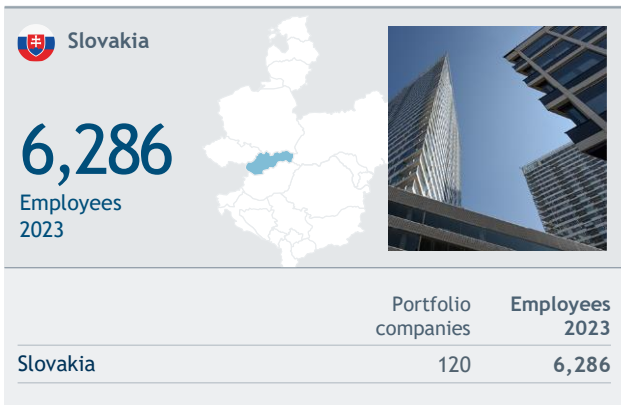 Slovakia
6,286
Employees
2023
Portfolio Employees
companies 2023
Slovakia 120 6,286